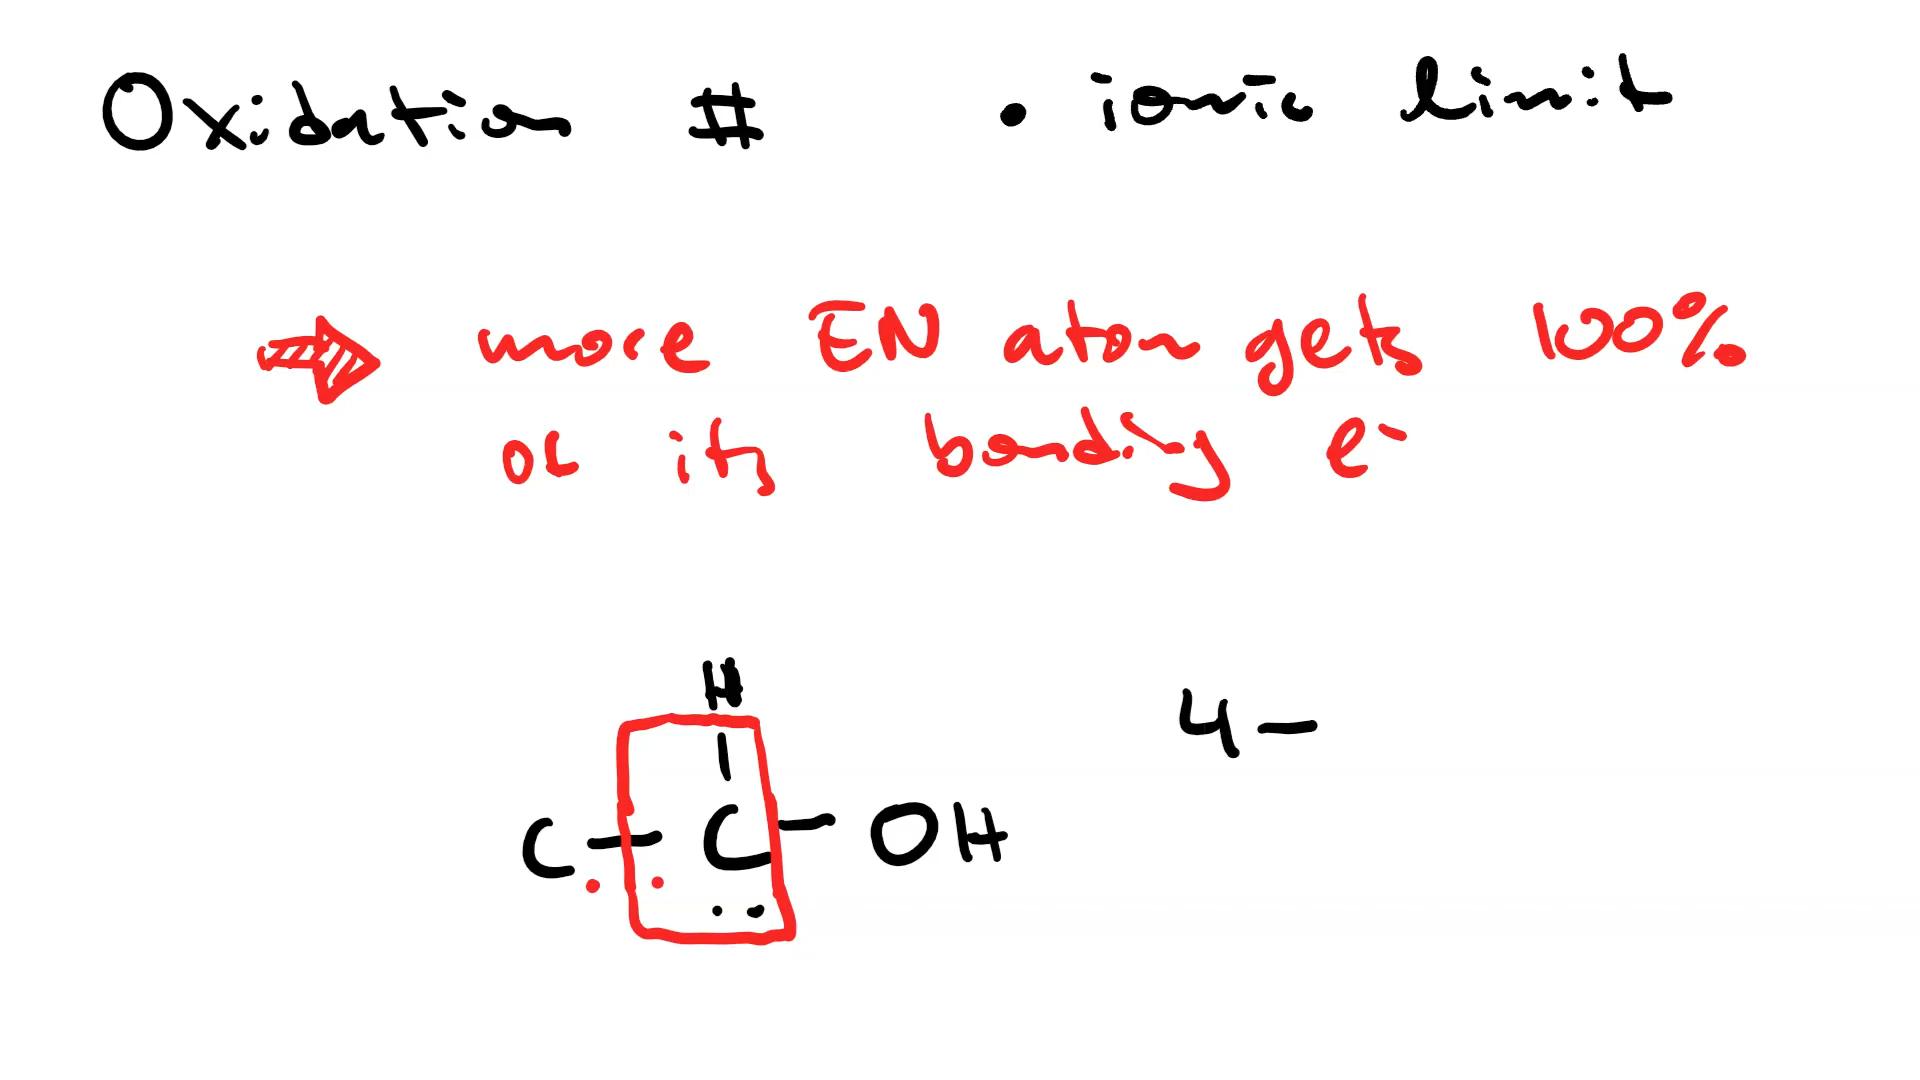 Oxidation # • ionic limit
⇒ more EN atom gets 100%
of its bonding e⁻
H
4 –
C – C – OH